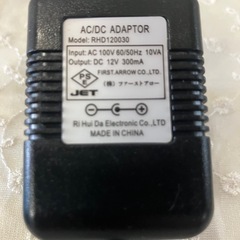 AC/DC ADAPTOR
Model: RHD120030
Input: AC 100V 60/50Hz 10VA
Output: DC 12V 300mA
FIRST.ARROW CO.,LTD.
(株)ファーストアロー
PS
E
JET
Ri Hui Da Electronic Co.,LTD
MADE IN CHINA